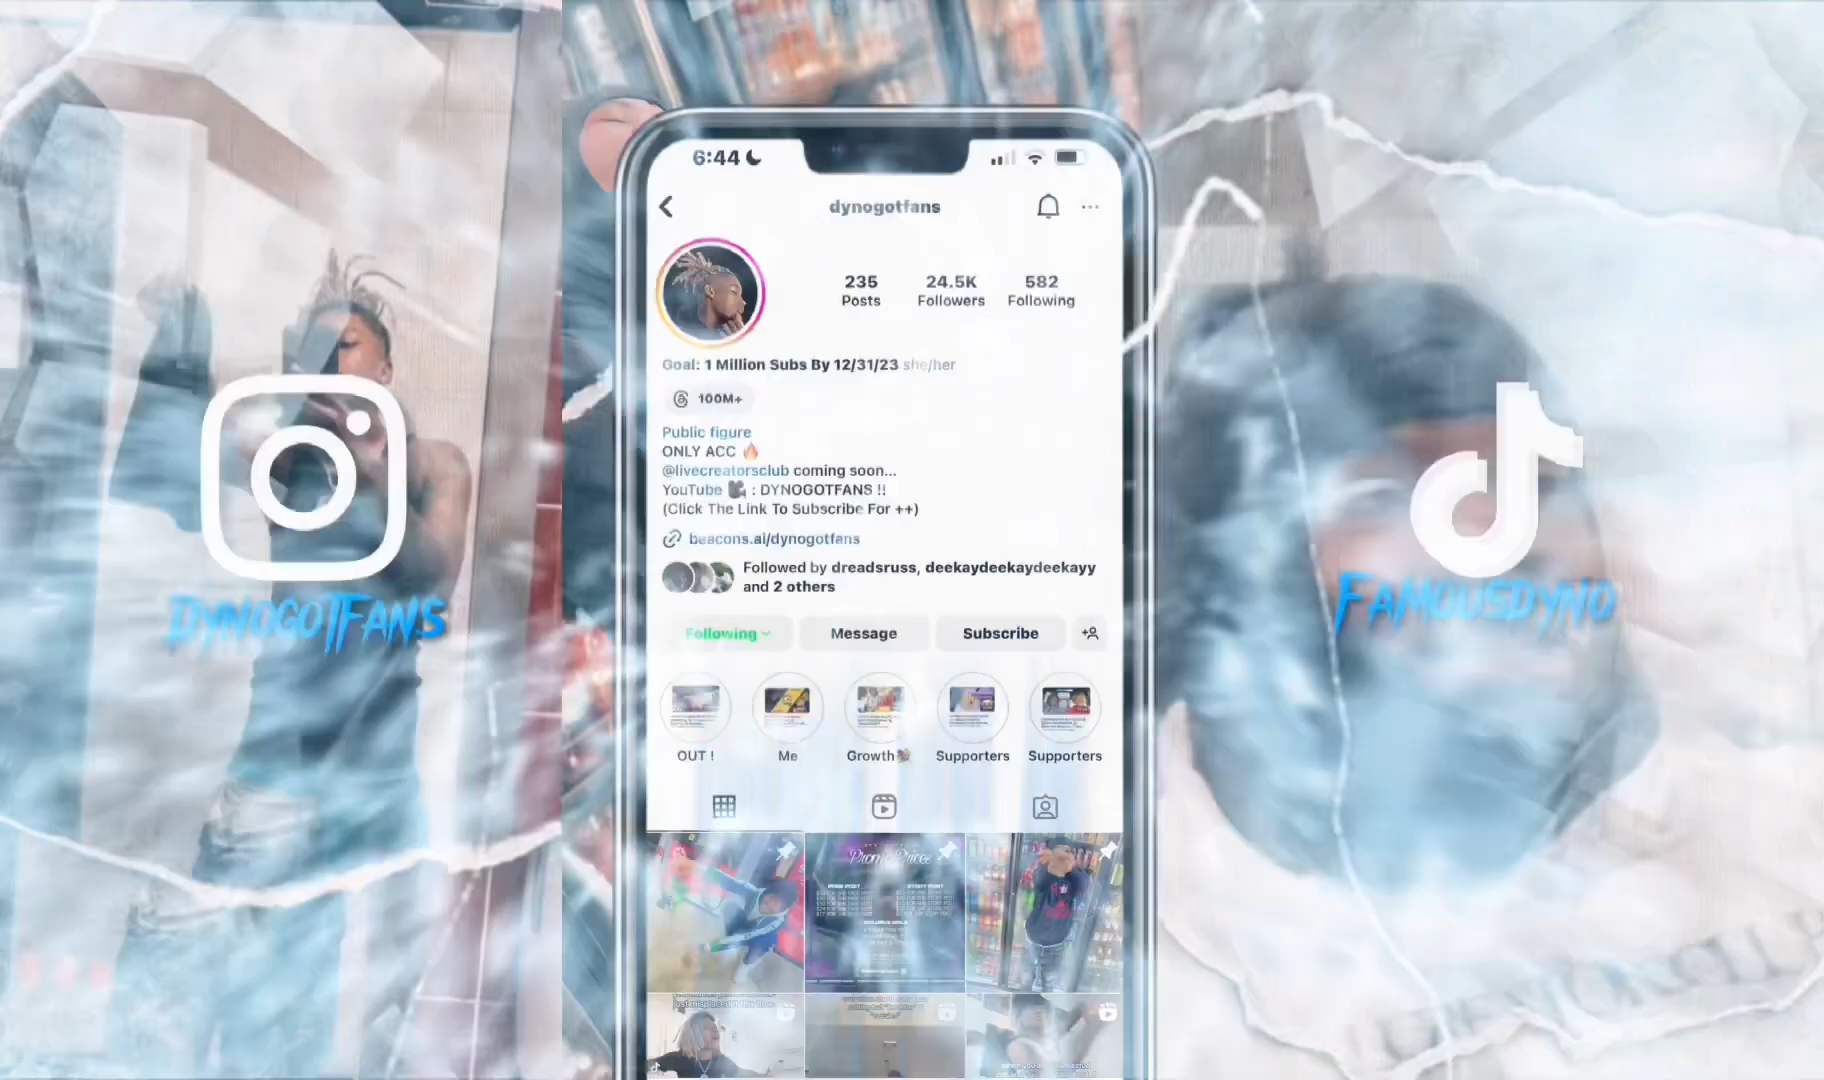 6:44
dynogotfans
235
Posts
24.5K
Followers
582
Following
Goal: 1 Million Subs By 12/31/23 she/her
100M+
Public figure
ONLY ACC 🔥
@livecreatorsclub coming soon...
YouTube 🎥 : DYNOGOTFANS !!
(Click The Link To Subscribe For ++)
beacons.ai/dynogotfans
Followed by dreadsruss, deekaydeekaydeekayy
and 2 others
Following
Message
Subscribe
OUT !
Me
Growth
Supporters
Supporters
Promo Prices
DYNOGOTFANS
FAMOUSDYNO